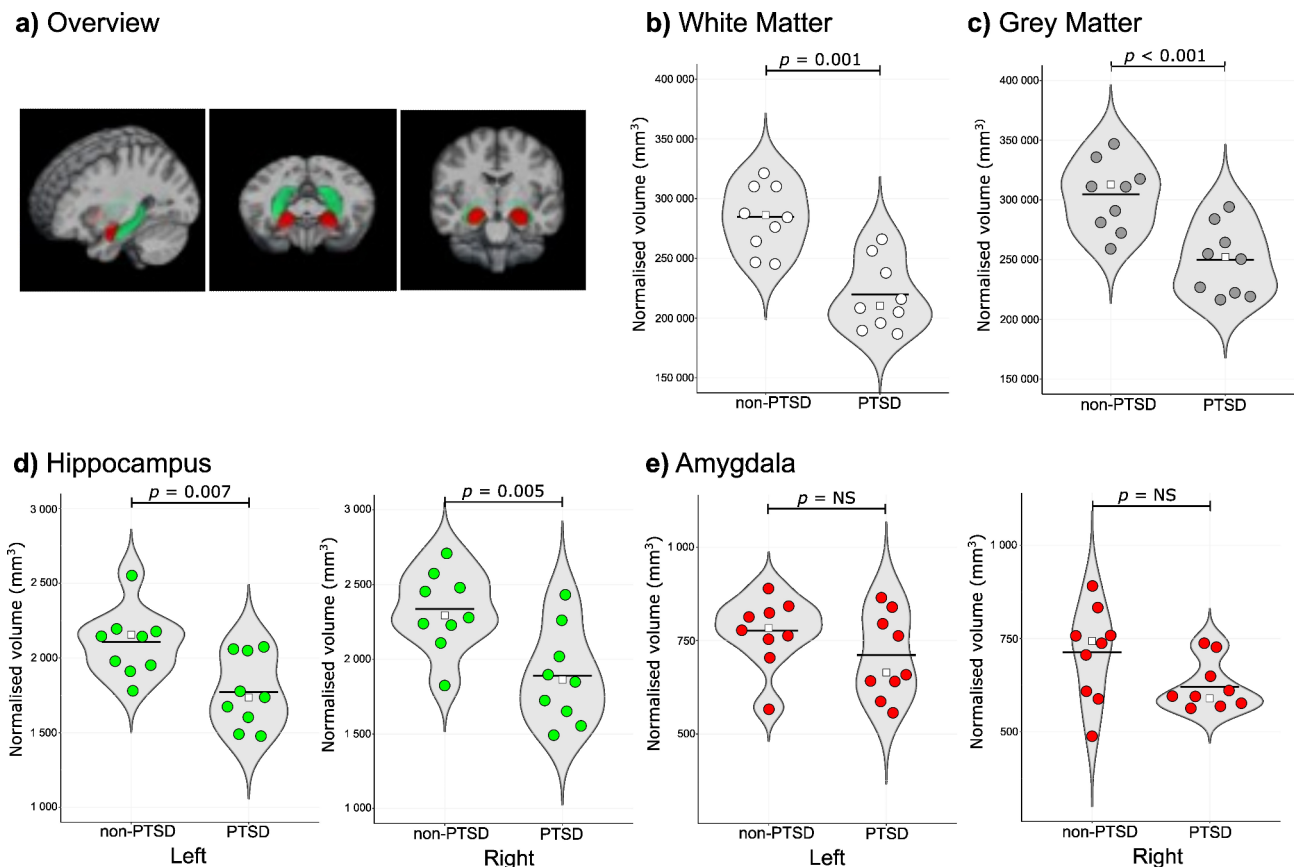 a) Overview
b) White Matter
p = 0.001
Normalised volume (mm³)
400 000
350 000
300 000
250 000
200 000
150 000
non-PTSD
PTSD
c) Grey Matter
p < 0.001
Normalised volume (mm³⁾
400 000
350 000
300 000
250 000
200 000
150 000
non-PTSD
PTSD
d) Hippocampus
p = 0.007
Normalised volume (mm³)
3 000
2 500
2 000
1 500
1 000
non-PTSD
PTSD
Left
p = 0.005
Normalised volume (mm³)
3 000
2 500
2 000
1 500
1 000
non-PTSD
PTSD
Right
e) Amygdala
p = NS
Normalised volume (mm³)
1 000
750
500
non-PTSD
PTSD
Left
p = NS
Normalised volume (mm³)
1 000
750
500
non-PTSD
PTSD
Right